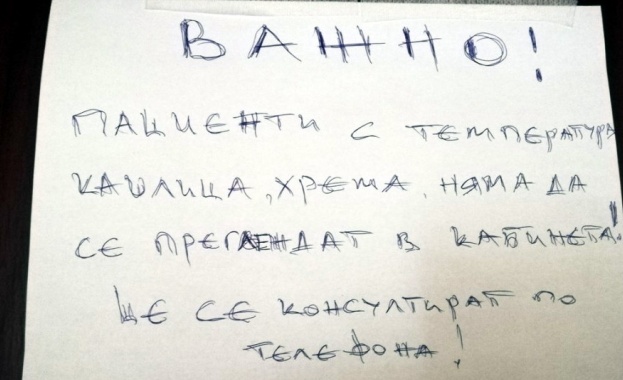 ВАЖНО!
ПАЦИЕНТИ С ТЕМПЕРАТУРА
КАШЛИЦА, ХРЕМА, НЯМА ДА
СЕ ПРЕГЛЕЖДАТ В КАБИНЕТА!
ЩЕ СЕ КОНСУЛТИРАТ ПО
ТЕЛЕФОНА!